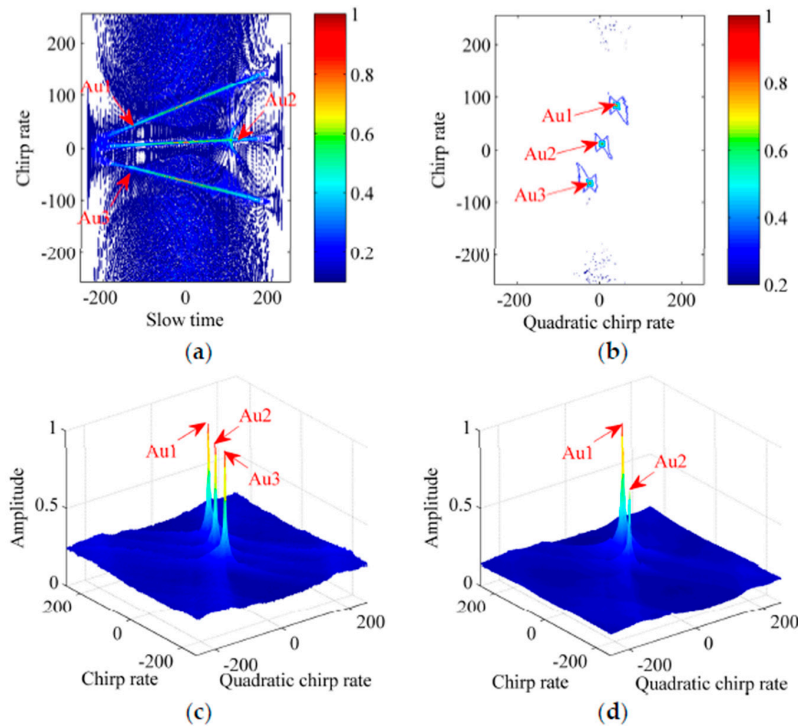 200
100
0
-100
-200
Chirp rate
-200
0
200
Slow time
Au1
Au2
Au3
1
0.8
0.6
0.4
0.2
(a)
200
100
0
-100
-200
Chirp rate
-200
0
200
Quadratic chirp rate
Au1
Au2
Au3
1
0.8
0.6
0.4
0.2
(b)
1
0.5
0
Amplitude
Au1
Au2
Au3
200
0
-200
Chirp rate
-200
0
200
Quadratic chirp rate
(c)
1
0.5
0
Amplitude
Au1
Au2
200
0
-200
Chirp rate
-200
0
200
Quadratic chirp rate
(d)